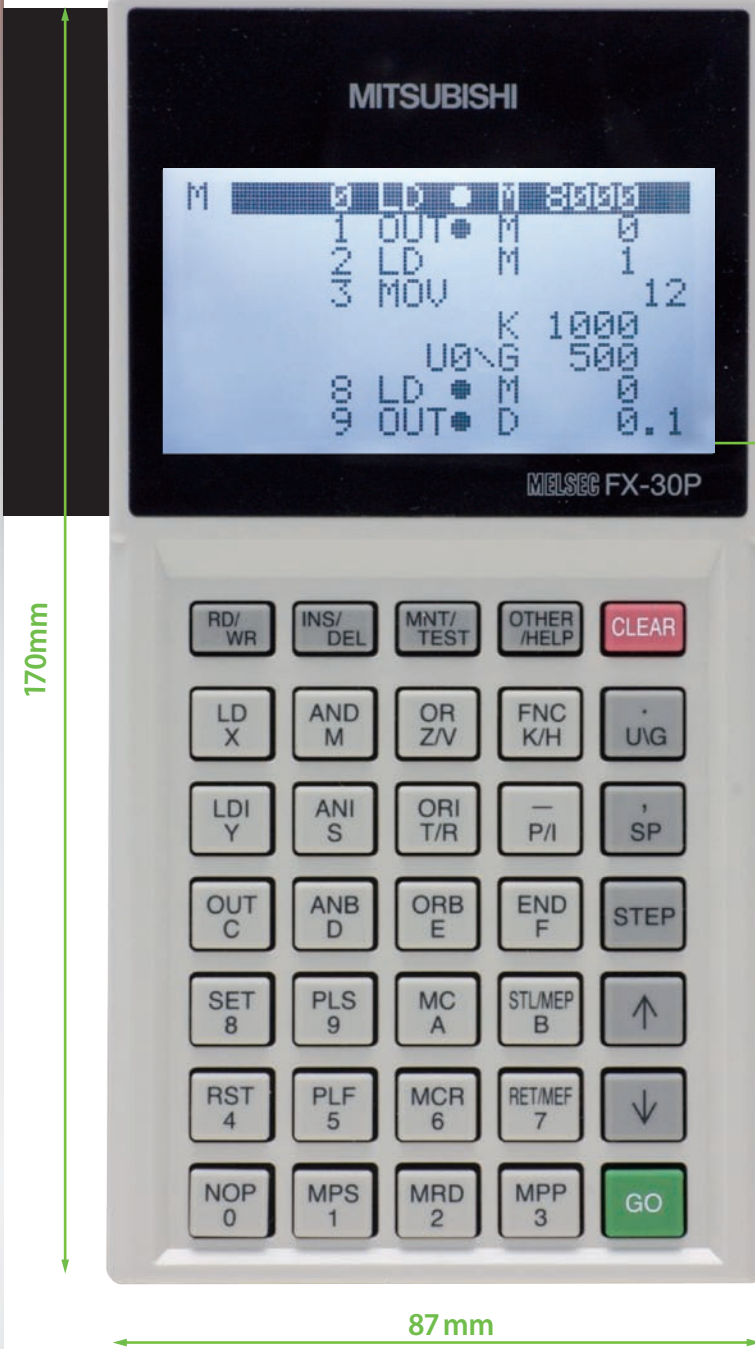 MITSUBISHI
M 0 LD ● M 8000
1 OUT● M 0
2 LD M 1
3 MOV 12
K 1000
U0\G 500
8 LD ● M 0
9 OUT● D 0.1
MELSEC FX-30P
RD/ WR INS/ DEL MNT/ TEST OTHER /HELP CLEAR
LD AND OR FNC .
X M Z/V K/H U\G
LDI ANI ORI — ,
Y S T/R P/I SP
OUT ANB ORB END STEP
C D E F
SET PLS MC STL/MEP ↑
8 9 A B
RST PLF MCR RET/MEF ↓
4 5 6 7
NOP MPS MRD MPP GO
0 1 2 3
170mm
87mm